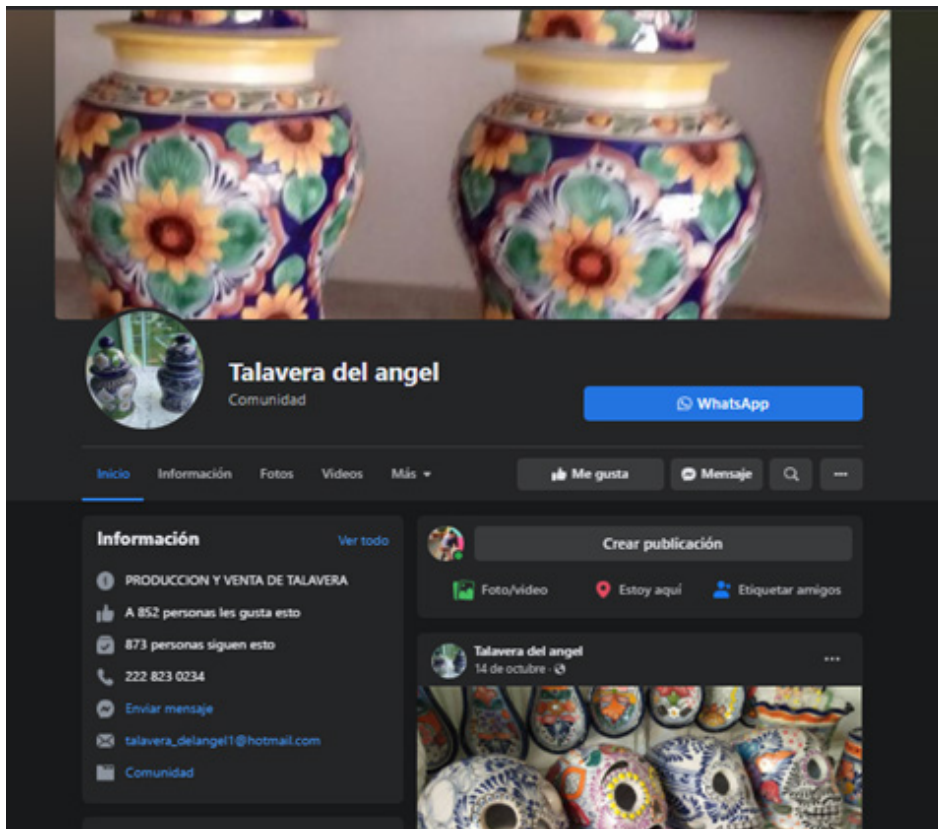 Talavera del angel
Comunidad
WhatsApp
Inicio Información Fotos Videos Más
Me gusta Mensaje
Información Ver todo
PRODUCCION Y VENTA DE TALAVERA
A 852 personas les gusta esto
873 personas siguen esto
222 823 0234
Enviar mensaje
talavera_delangel1@hotmail.com
Comunidad
Crear publicación
Foto/video Estoy aquí Etiquetar amigos
Talavera del angel
14 de octubre ·